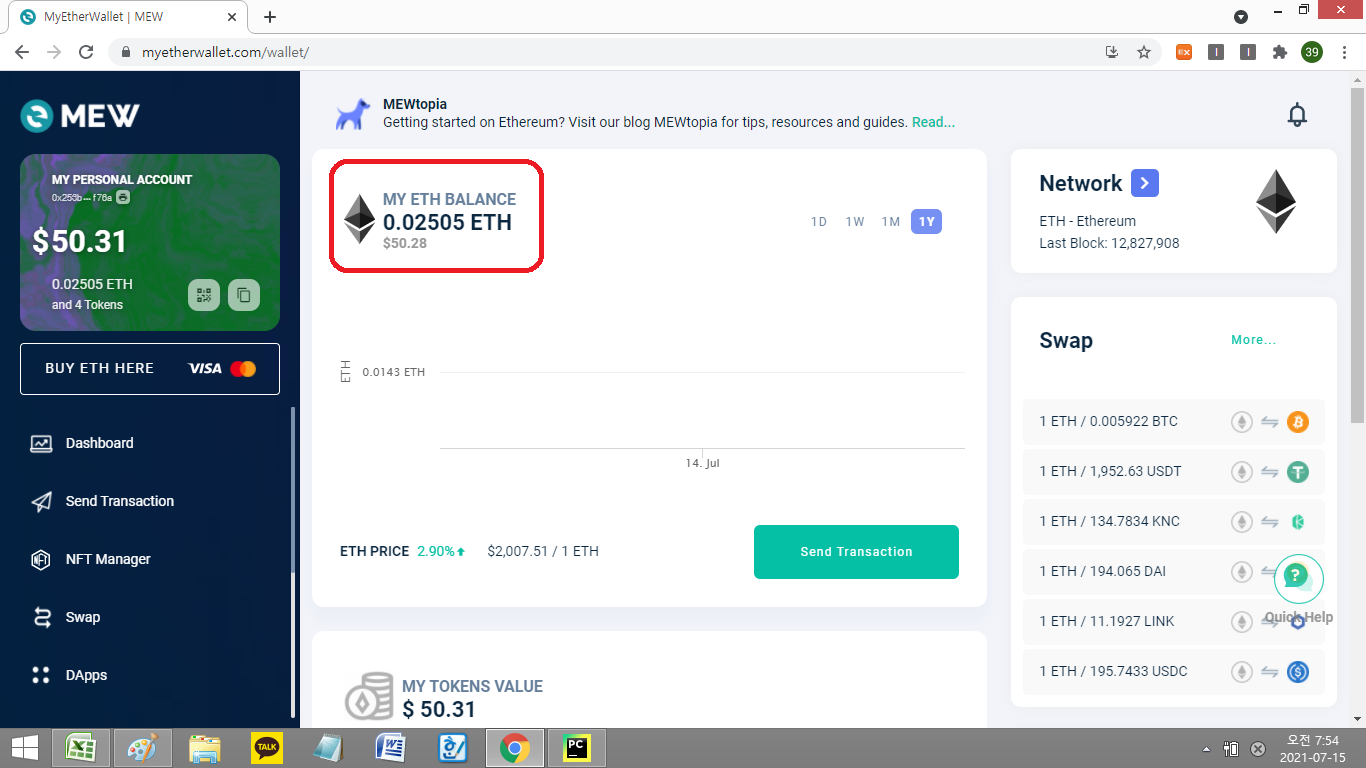 MyEtherWallet | MEW
myetherwallet.com/wallet/
39
MEW
MEWtopia
Getting started on Ethereum? Visit our blog MEWtopia for tips, resources and guides. Read...
MY PERSONAL ACCOUNT
0x253b---f76a
$50.31
0.02505 ETH
and 4 Tokens
BUY ETH HERE VISA
Dashboard
Send Transaction
NFT Manager
Swap
DApps
MY ETH BALANCE
0.02505 ETH
$50.28
1D 1W 1M 1Y
ETH
0.0143 ETH
14. Jul
ETH PRICE 2.90% $2,007.51 / 1 ETH
Send Transaction
MY TOKENS VALUE
$ 50.31
Network
ETH - Ethereum
Last Block: 12,827,908
Swap
More...
1 ETH / 0.005922 BTC
1 ETH / 1,952.63 USDT
1 ETH / 134.7834 KNC
1 ETH / 194.065 DAI
1 ETH / 11.1927 LINK
1 ETH / 195.7433 USDC
Quick Help
TALK
PC
오전 7:54
2021-07-15